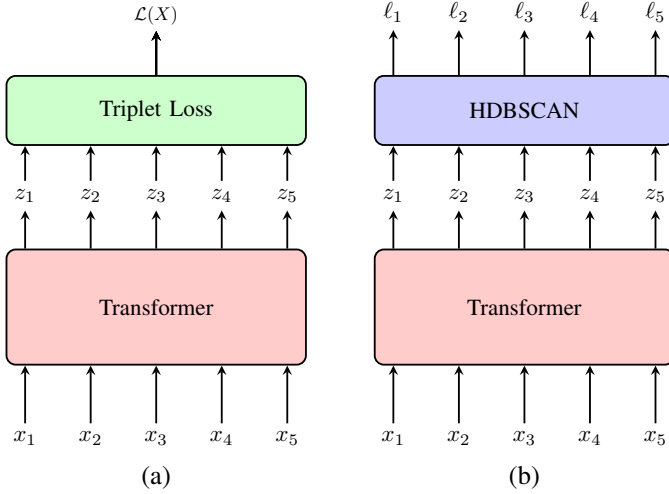 ℒ(X) ℓ₁ ℓ₂ ℓ₃ ℓ₄ ℓ₅
Triplet Loss HDBSCAN
z₁ z₂ z₃ z₄ z₅ z₁ z₂ z₃ z₄ z₅
Transformer Transformer
x₁ x₂ x₃ x₄ x₅ x₁ x₂ x₃ x₄ x₅
(a) (b)